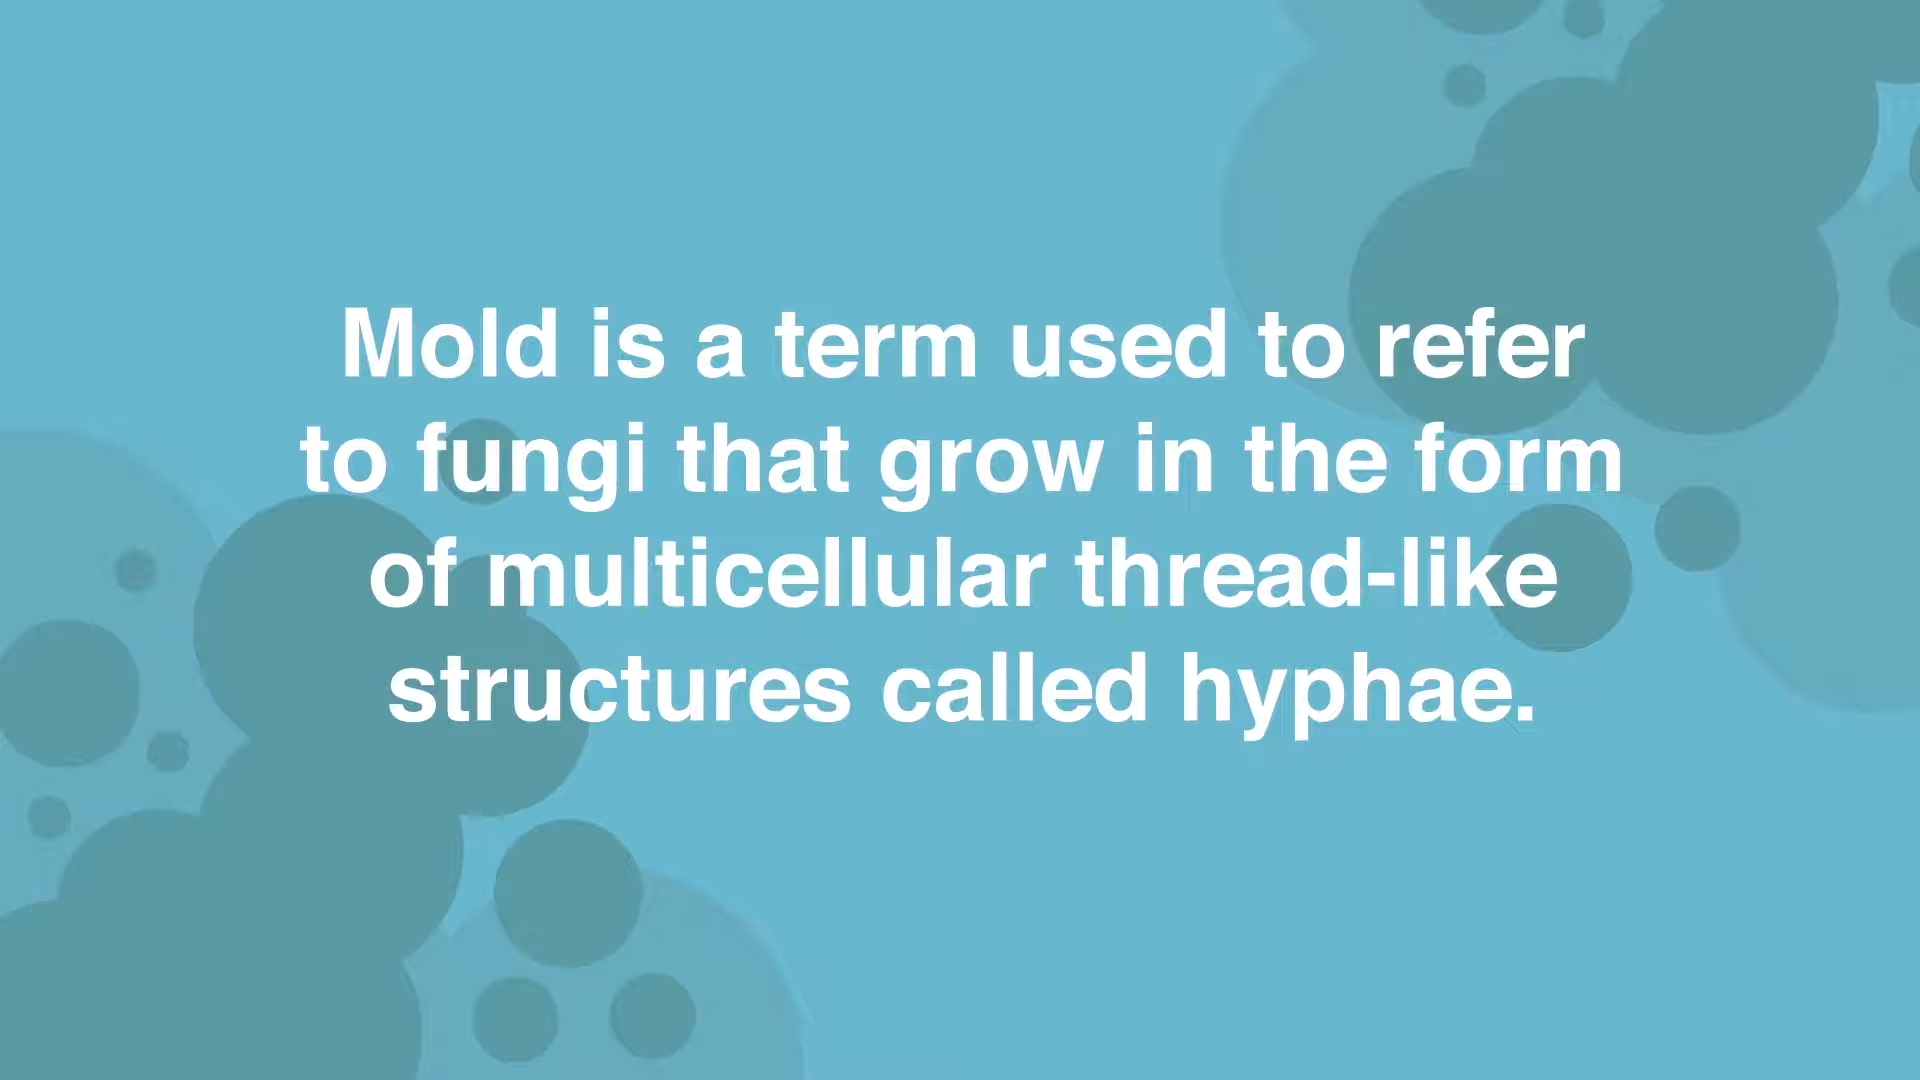 Mold is a term used to refer
to fungi that grow in the form
of multicellular thread-like
structures called hyphae.